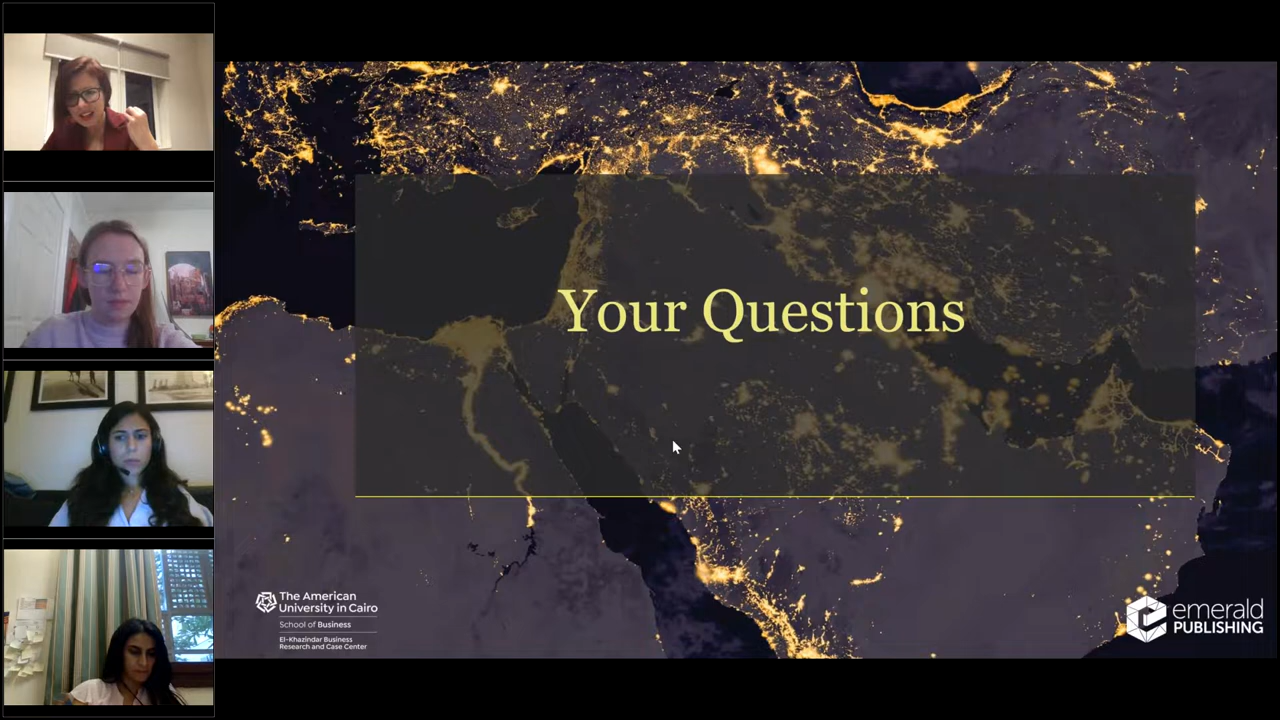 Your Questions
The American
University in Cairo
School of Business
El-Khazindar Business
Research and Case Center
emerald
PUBLISHING